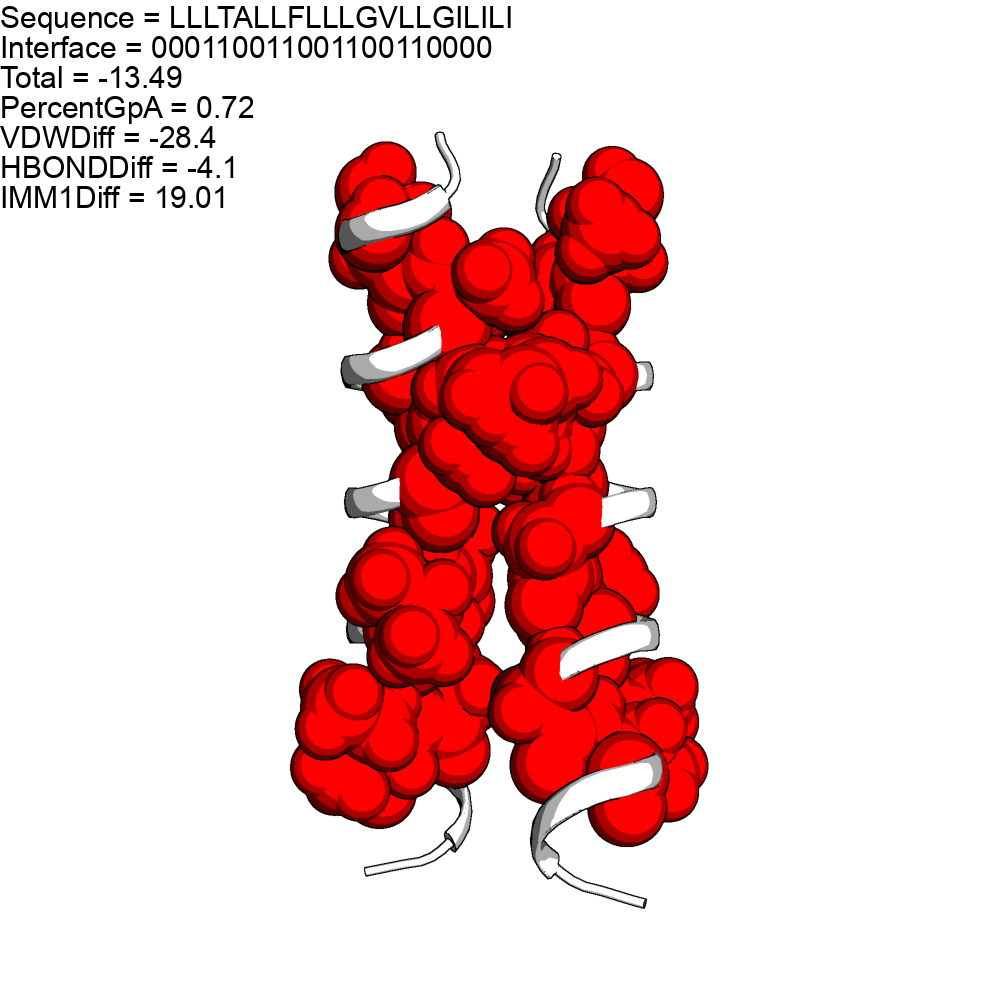 Sequence = LLLTALLFLLLGVLLGILILI
Interface = 000110011001100110000
Total = -13.49
PercentGpA = 0.72
VDWDiff = -28.4
HBONDDiff = -4.1
IMM1Diff = 19.01